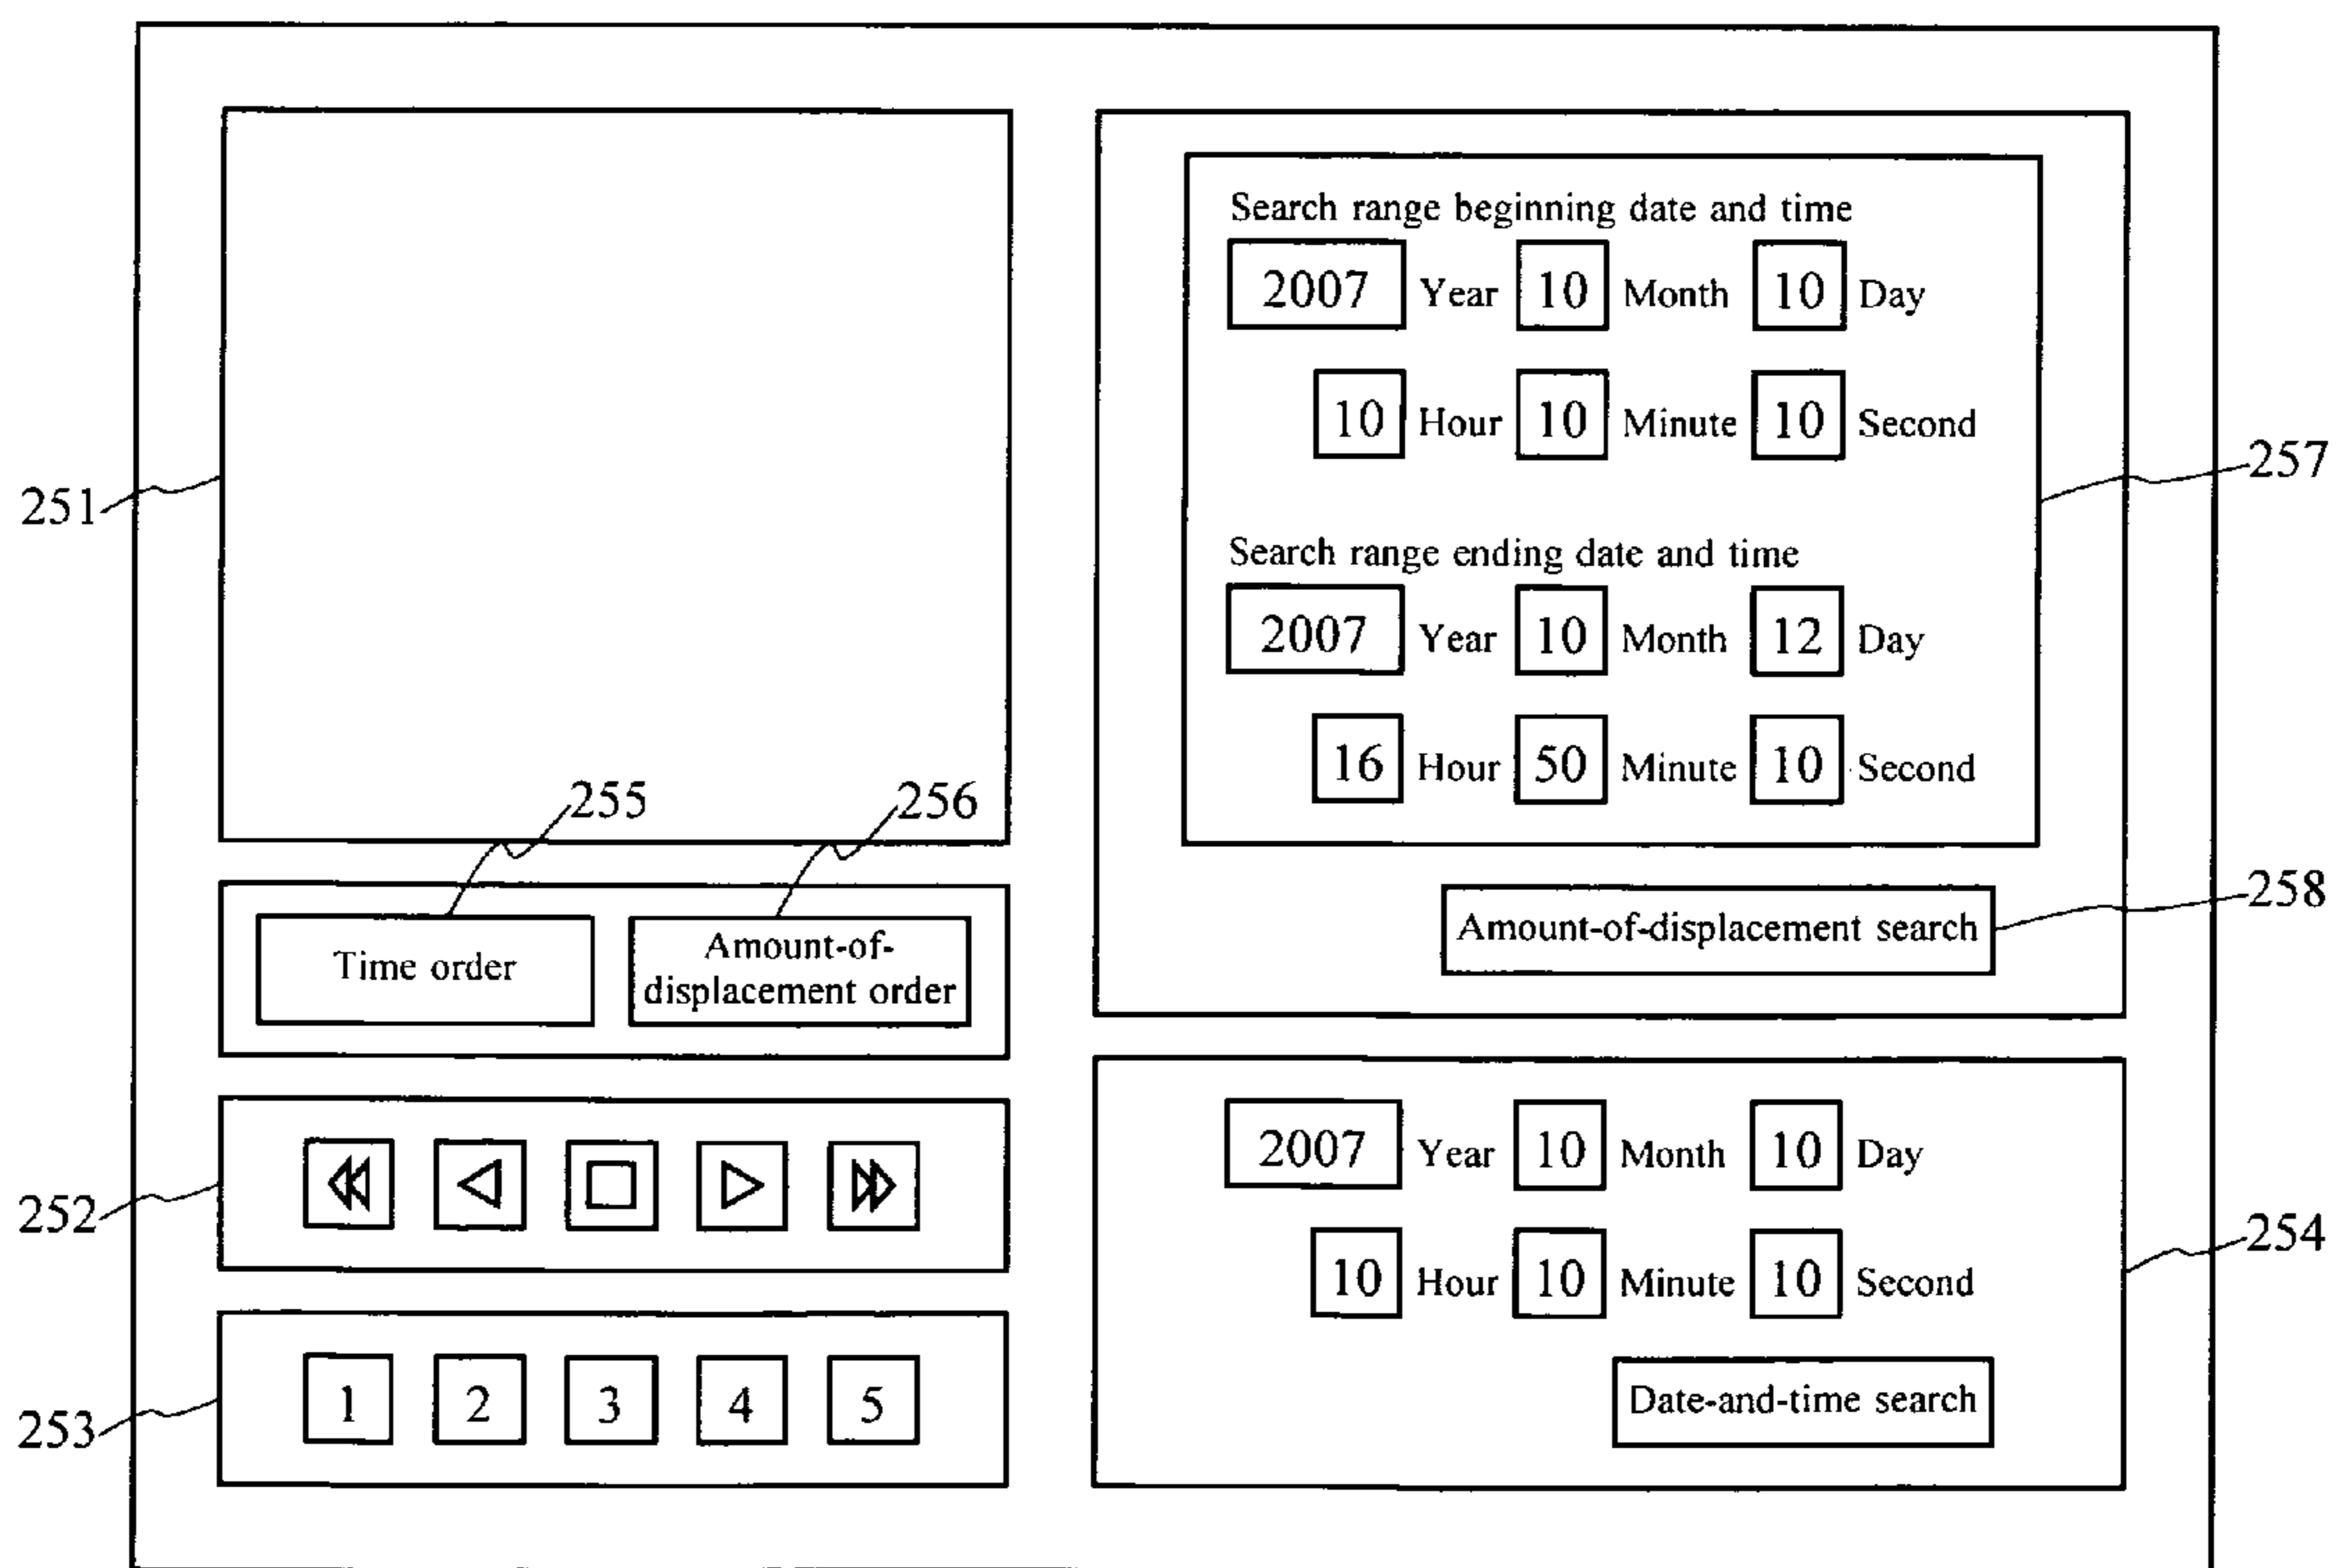 251
255
256
Time order
Amount-of-
displacement order
252
253
1 2 3 4 5
Search range beginning date and time
2007 Year 10 Month 10 Day
10 Hour 10 Minute 10 Second
257
Search range ending date and time
2007 Year 10 Month 12 Day
16 Hour 50 Minute 10 Second
Amount-of-displacement search
258
2007 Year 10 Month 10 Day
10 Hour 10 Minute 10 Second
254
Date-and-time search